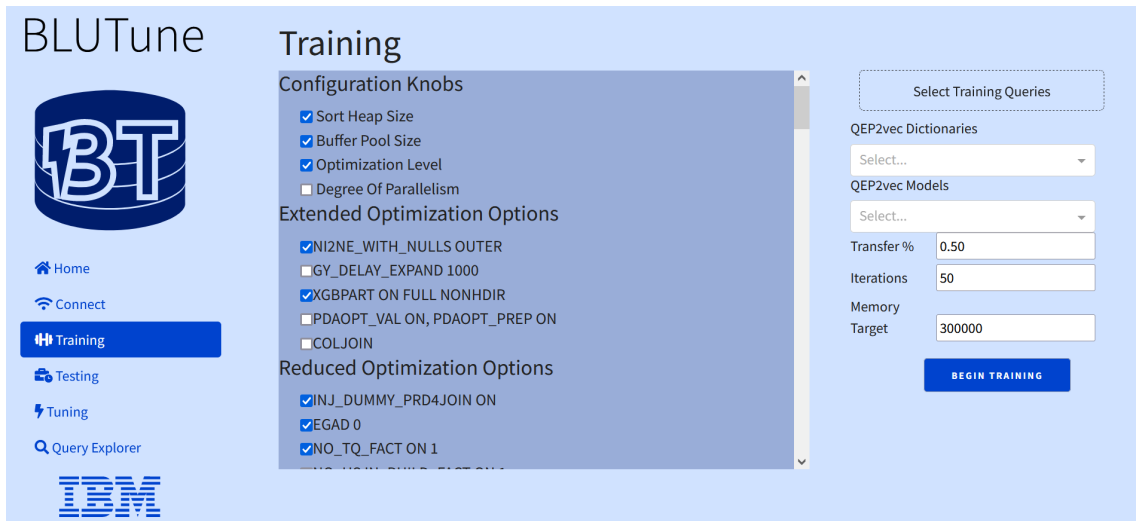 BLUTune
BT
Home
Connect
Training
Testing
Tuning
Query Explorer
IBM
Training
Configuration Knobs
Sort Heap Size
Buffer Pool Size
Optimization Level
Degree Of Parallelism
Extended Optimization Options
NI2NE_WITH_NULLS OUTER
GY_DELAY_EXPAND 1000
XGBPART ON FULL NONHDIR
PDAOPT_VAL ON, PDAOPT_PREP ON
COLJOIN
Reduced Optimization Options
INJ_DUMMY_PRD4JOIN ON
EGAD 0
NO_TQ_FACT ON 1
Select Training Queries
QEP2vec Dictionaries
Select...
QEP2vec Models
Select...
Transfer % 0.50
Iterations 50
Memory
Target 300000
BEGIN TRAINING